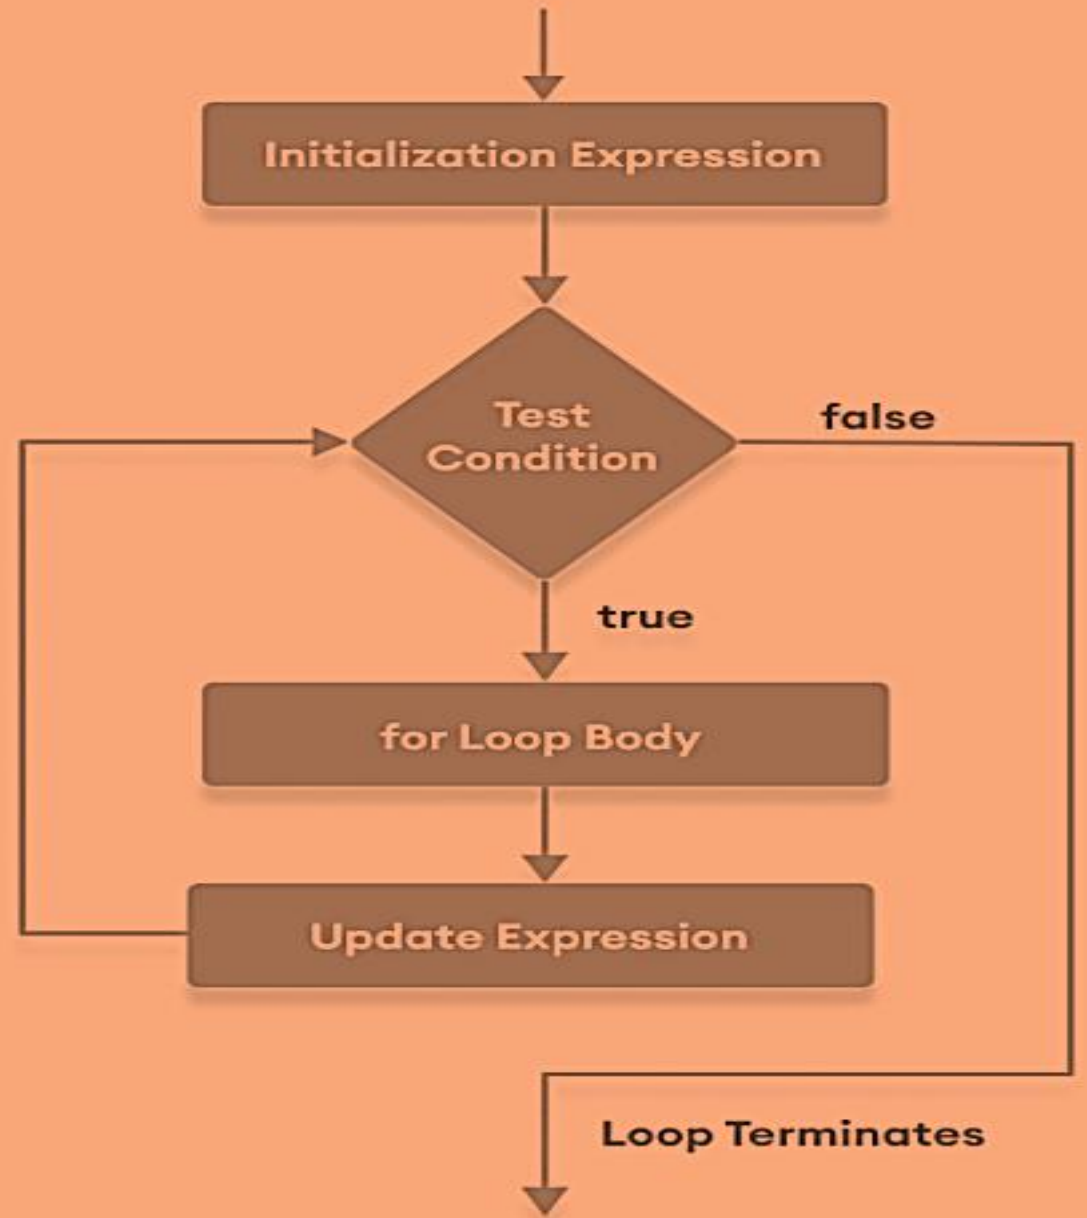 Initialization Expression
Test
Condition
false
true
for Loop Body
Update Expression
Loop Terminates